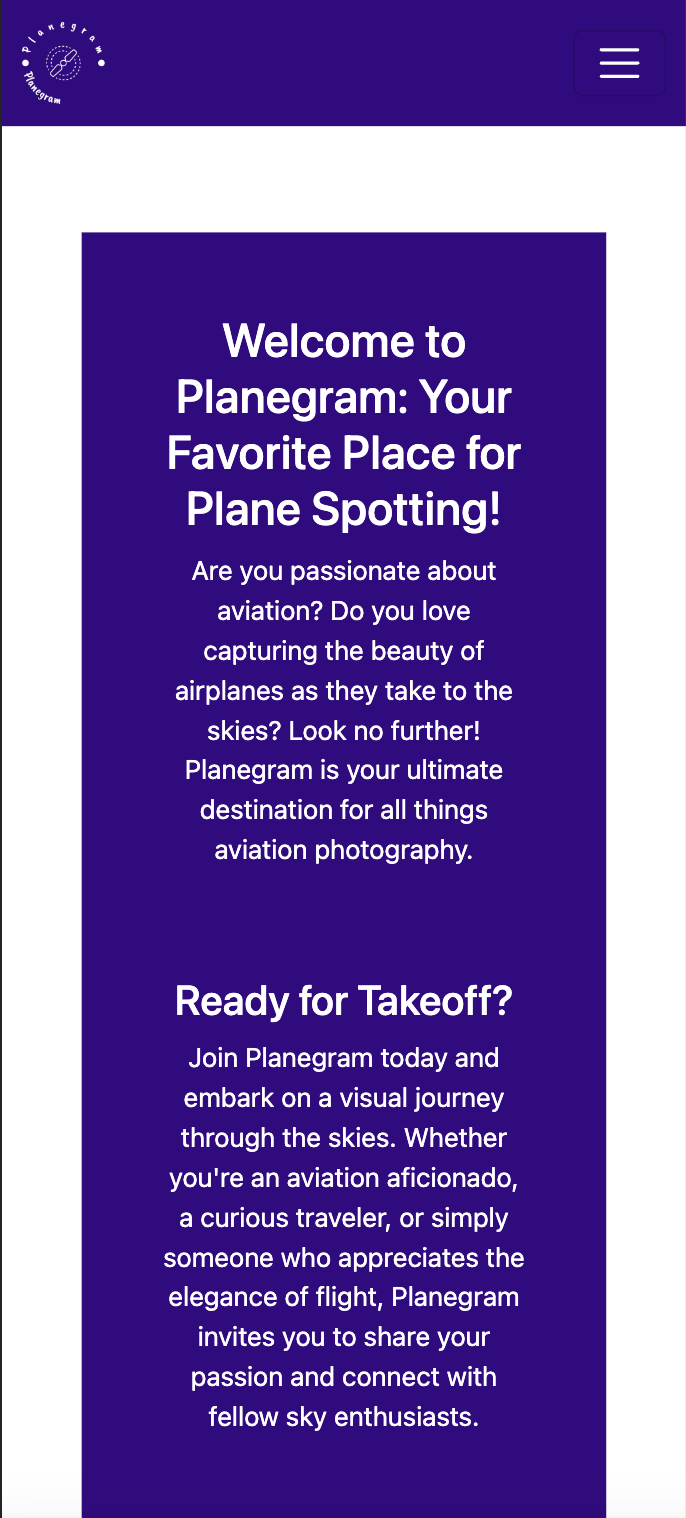 Planegram
Planegram
Welcome to
Planegram: Your
Favorite Place for
Plane Spotting!
Are you passionate about
aviation? Do you love
capturing the beauty of
airplanes as they take to the
skies? Look no further!
Planegram is your ultimate
destination for all things
aviation photography.
Ready for Takeoff?
Join Planegram today and
embark on a visual journey
through the skies. Whether
you're an aviation aficionado,
a curious traveler, or simply
someone who appreciates the
elegance of flight, Planegram
invites you to share your
passion and connect with
fellow sky enthusiasts.